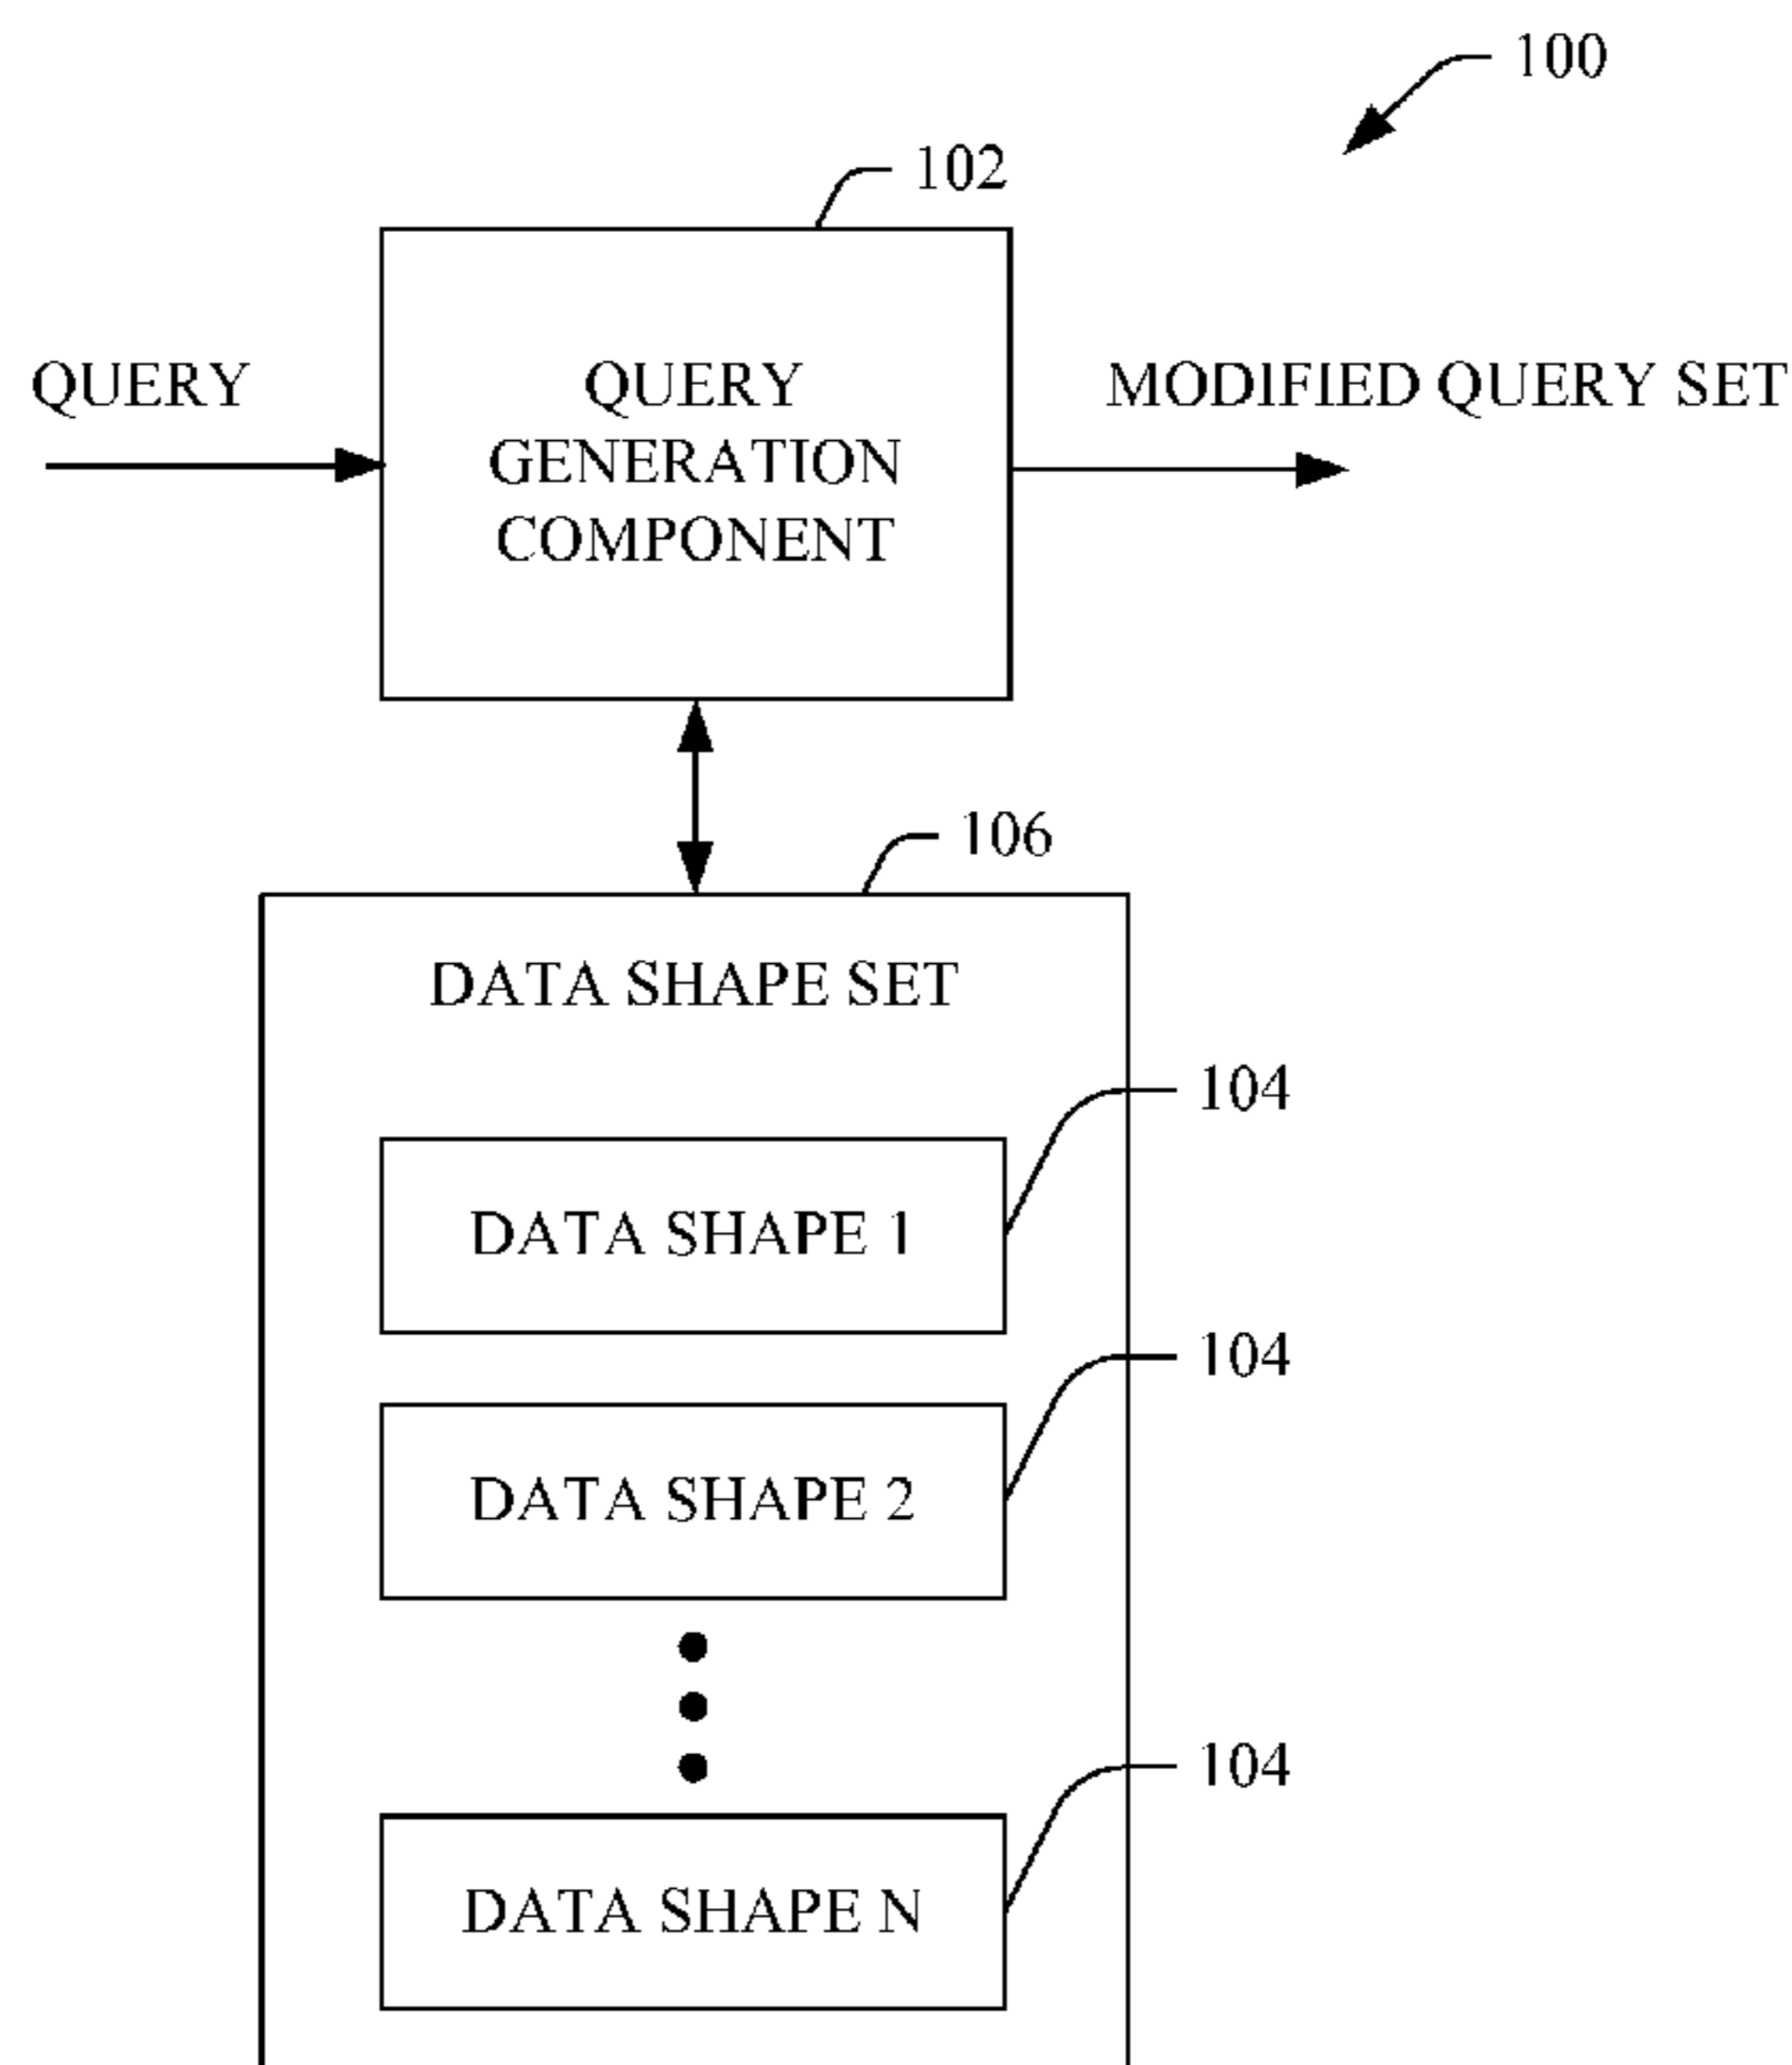 100
102
QUERY
QUERY
GENERATION
COMPONENT
MODIFIED QUERY SET
106
DATA SHAPE SET
104
DATA SHAPE 1
104
DATA SHAPE 2
104
DATA SHAPE N